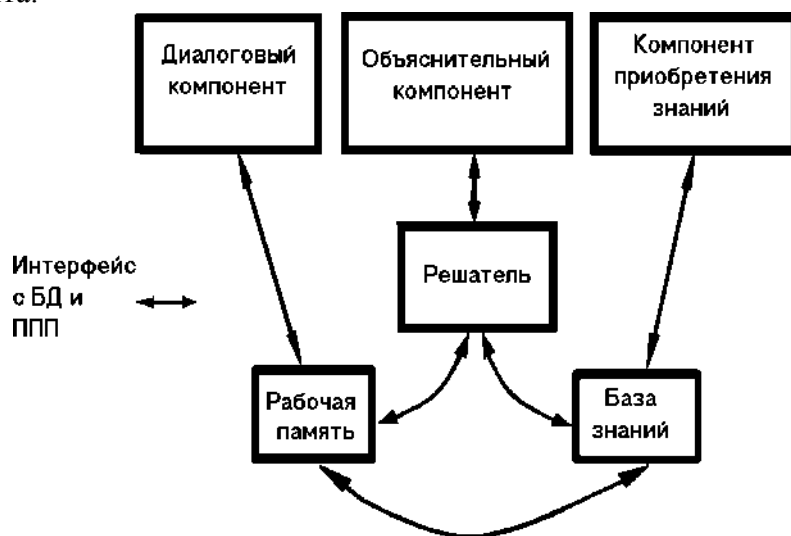 Диалоговый
компонент
Объяснительный
компонент
Компонент
приобретения
знаний
Решатель
Интерфейс
с БД и
ППП
Рабочая
память
База
знаний